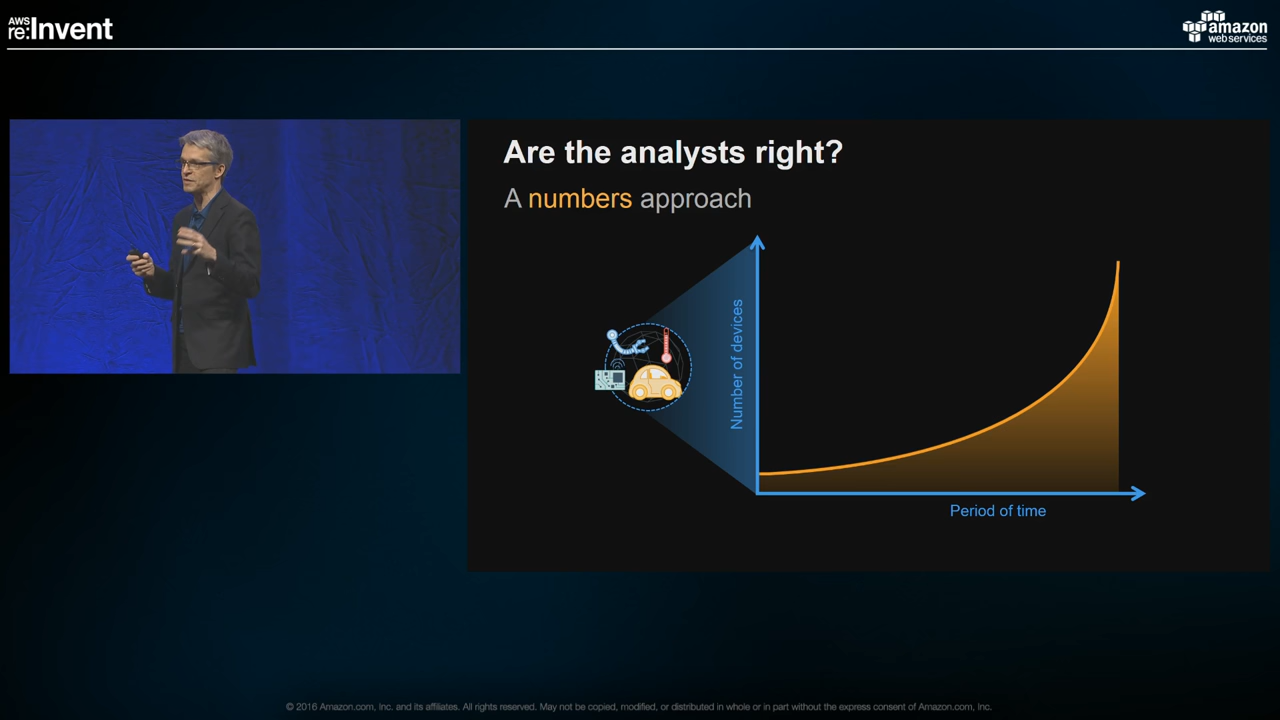 AWS
re:Invent
amazon
webservices
Are the analysts right?
A numbers approach
Number of devices
Period of time
© 2016 Amazon.com, Inc. and its affiliates. All rights reserved. May not be copied, modified, or distributed in whole or in part without the express consent of Amazon.com, Inc.